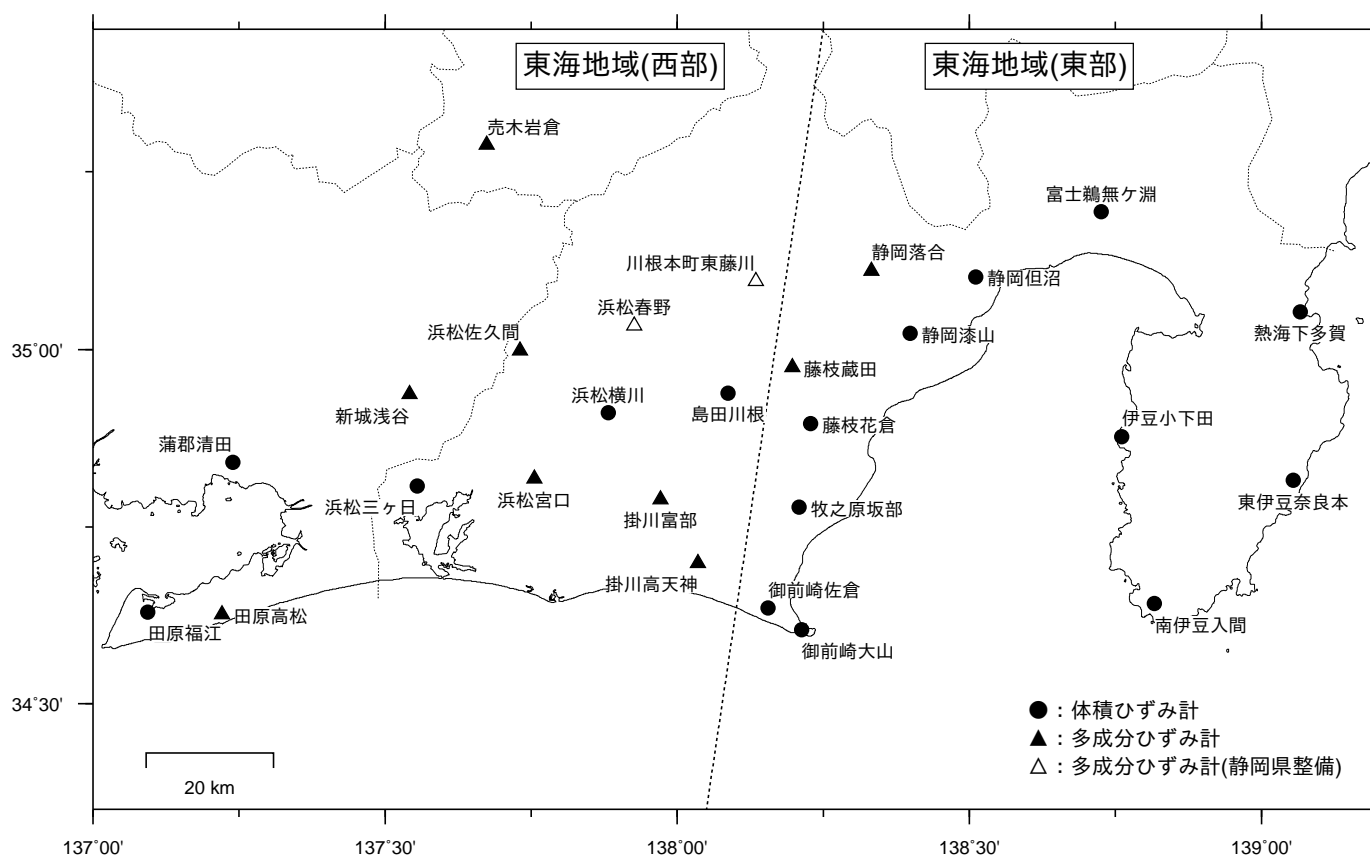 東海地域(西部)
東海地域(東部)
売木岩倉
富士鵜無ケ淵
静岡落合
川根本町東藤川
静岡但沼
浜松春野
浜松佐久間
静岡漆山
熱海下多賀
35°00'
藤枝蔵田
浜松横川
島田川根
新城浅谷
藤枝花倉
伊豆小下田
蒲郡清田
浜松三ヶ日
浜松宮口
掛川富部
牧之原坂部
東伊豆奈良本
掛川高天神
御前崎佐倉
田原福江
田原高松
南伊豆入間
御前崎大山
34°30'
●：体積ひずみ計
▲：多成分ひずみ計
△：多成分ひずみ計(静岡県整備)
20 km
137°00'
137°30'
138°00'
138°30'
139°00'